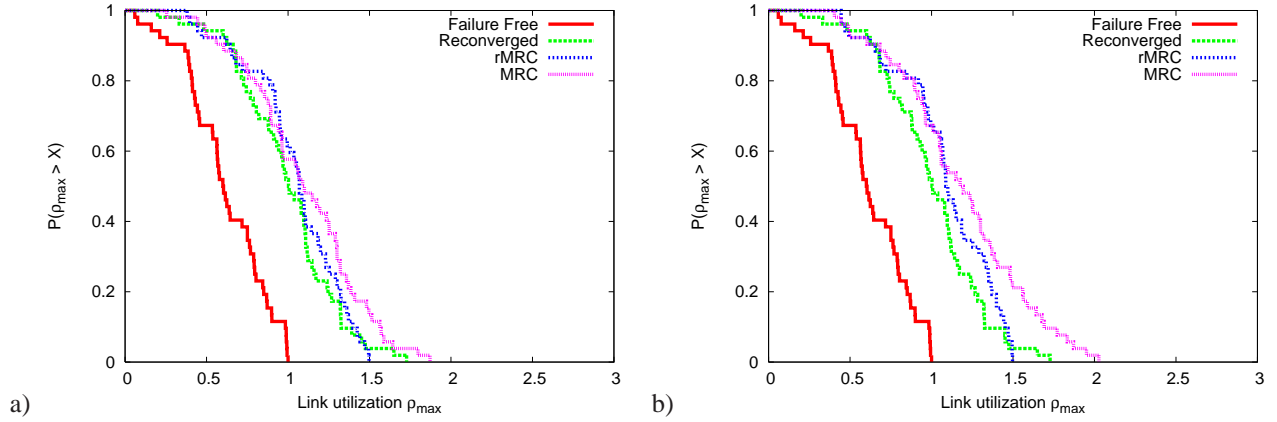 1
0.8
0.6
0.4
0.2
0
P(ρmax > X)
0 0.5 1 1.5 2 2.5 3
Link utilization ρmax
Failure Free
Reconverged
rMRC
MRC
a)
1
0.8
0.6
0.4
0.2
0
P(ρmax > X)
0 0.5 1 1.5 2 2.5 3
Link utilization ρmax
Failure Free
Reconverged
rMRC
MRC
b)